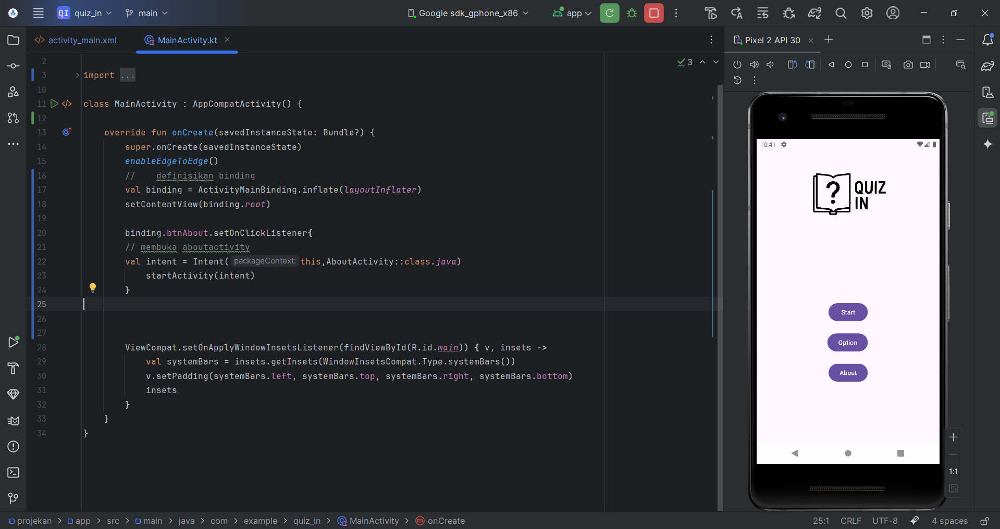 QI quiz_in main Google sdk_gphone_x86 app
activity_main.xml MainActivity.kt Pixel 2 API 30
3
2
3 import ...
10
11 class MainActivity : AppCompatActivity() {
12
13 override fun onCreate(savedInstanceState: Bundle?) {
14 super.onCreate(savedInstanceState)
15 enableEdgeToEdge()
16 // definisikan binding
17 val binding = ActivityMainBinding.inflate(layoutInflater)
18 setContentView(binding.root)
19
20 binding.btnAbout.setOnClickListener{
21 // membuka aboutactivity
22 val intent = Intent( packageContext: this,AboutActivity::class.java)
23 startActivity(intent)
24 }
25
26
27
28 ViewCompat.setOnApplyWindowInsetsListener(findViewById(R.id.main)) { v, insets ->
29 val systemBars = insets.getInsets(WindowInsetsCompat.Type.systemBars())
30 v.setPadding(systemBars.left, systemBars.top, systemBars.right, systemBars.bottom)
31 insets
32 }
33 }
34 }
10:41
?
QUIZ
IN
Start
Option
About
1:1
projekan > app > src > main > java > com > example > quiz_in > MainActivity > onCreate
25:1 CRLF UTF-8 4 spaces